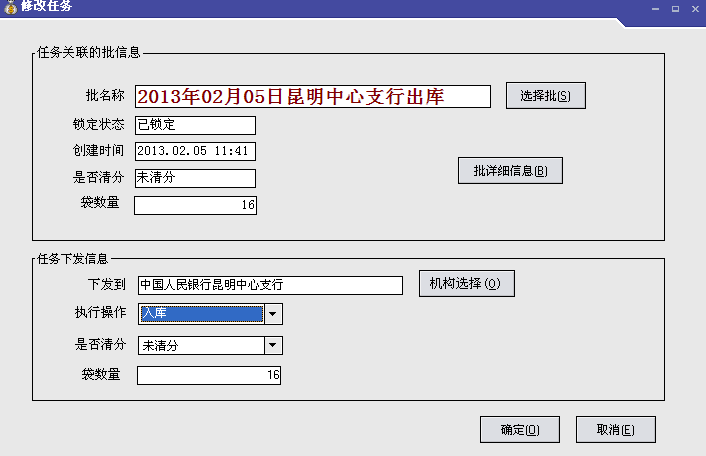 修改任务
任务关联的批信息
批名称 2013年02月05日昆明中心支行出库 选择批(S)
锁定状态 已锁定
创建时间 2013.02.05 11:41
是否清分 未清分
批详细信息(B)
袋数量 16
任务下发信息
下发到 中国人民银行昆明中心支行 机构选择(O)
执行操作 入库
是否清分 未清分
袋数量 16
确定(O) 取消(E)